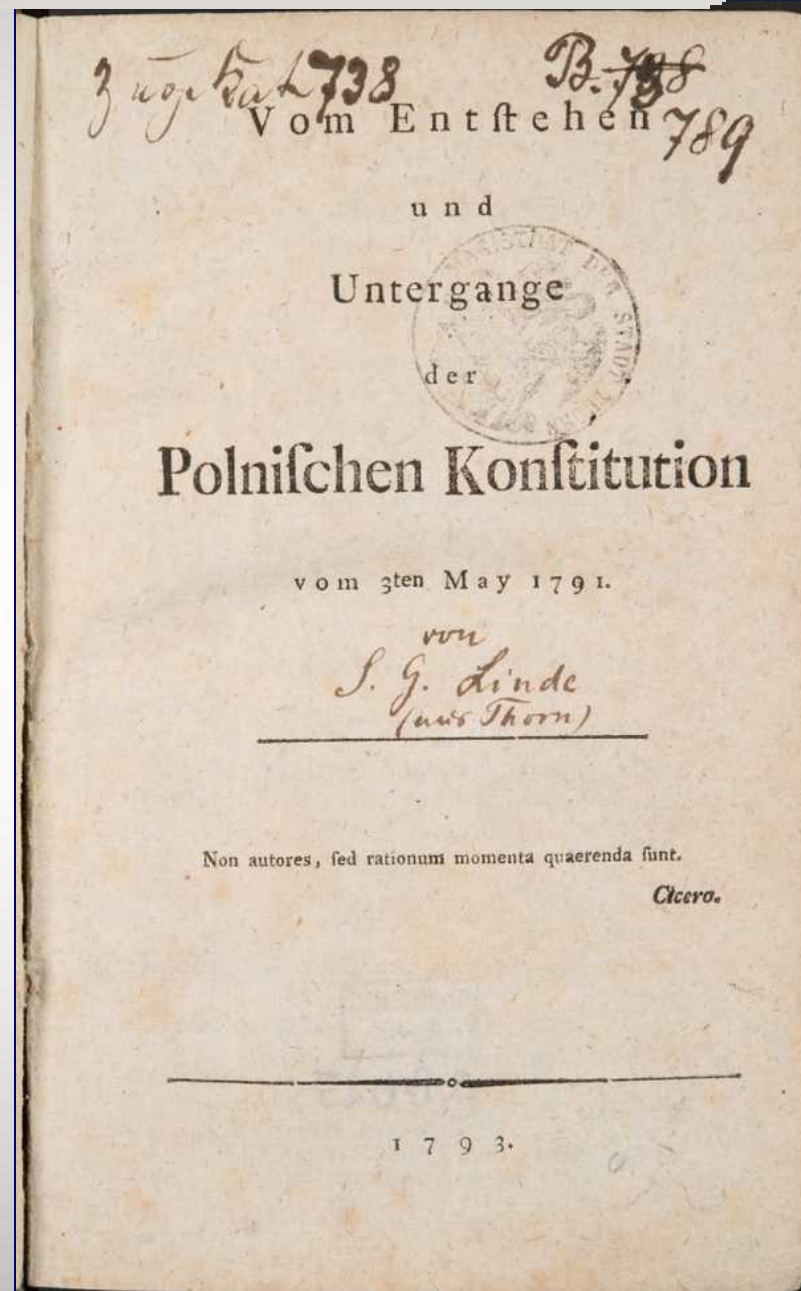 738 B. 738
789
Vom Entſtehen
und
Untergange
der
Polniſchen Konſtitution
vom 3ten May 1791.
von
S. G. Linde
(aus Thorn)
Non autores, ſed rationum momenta quaerenda ſunt.
Cicero.
1793.